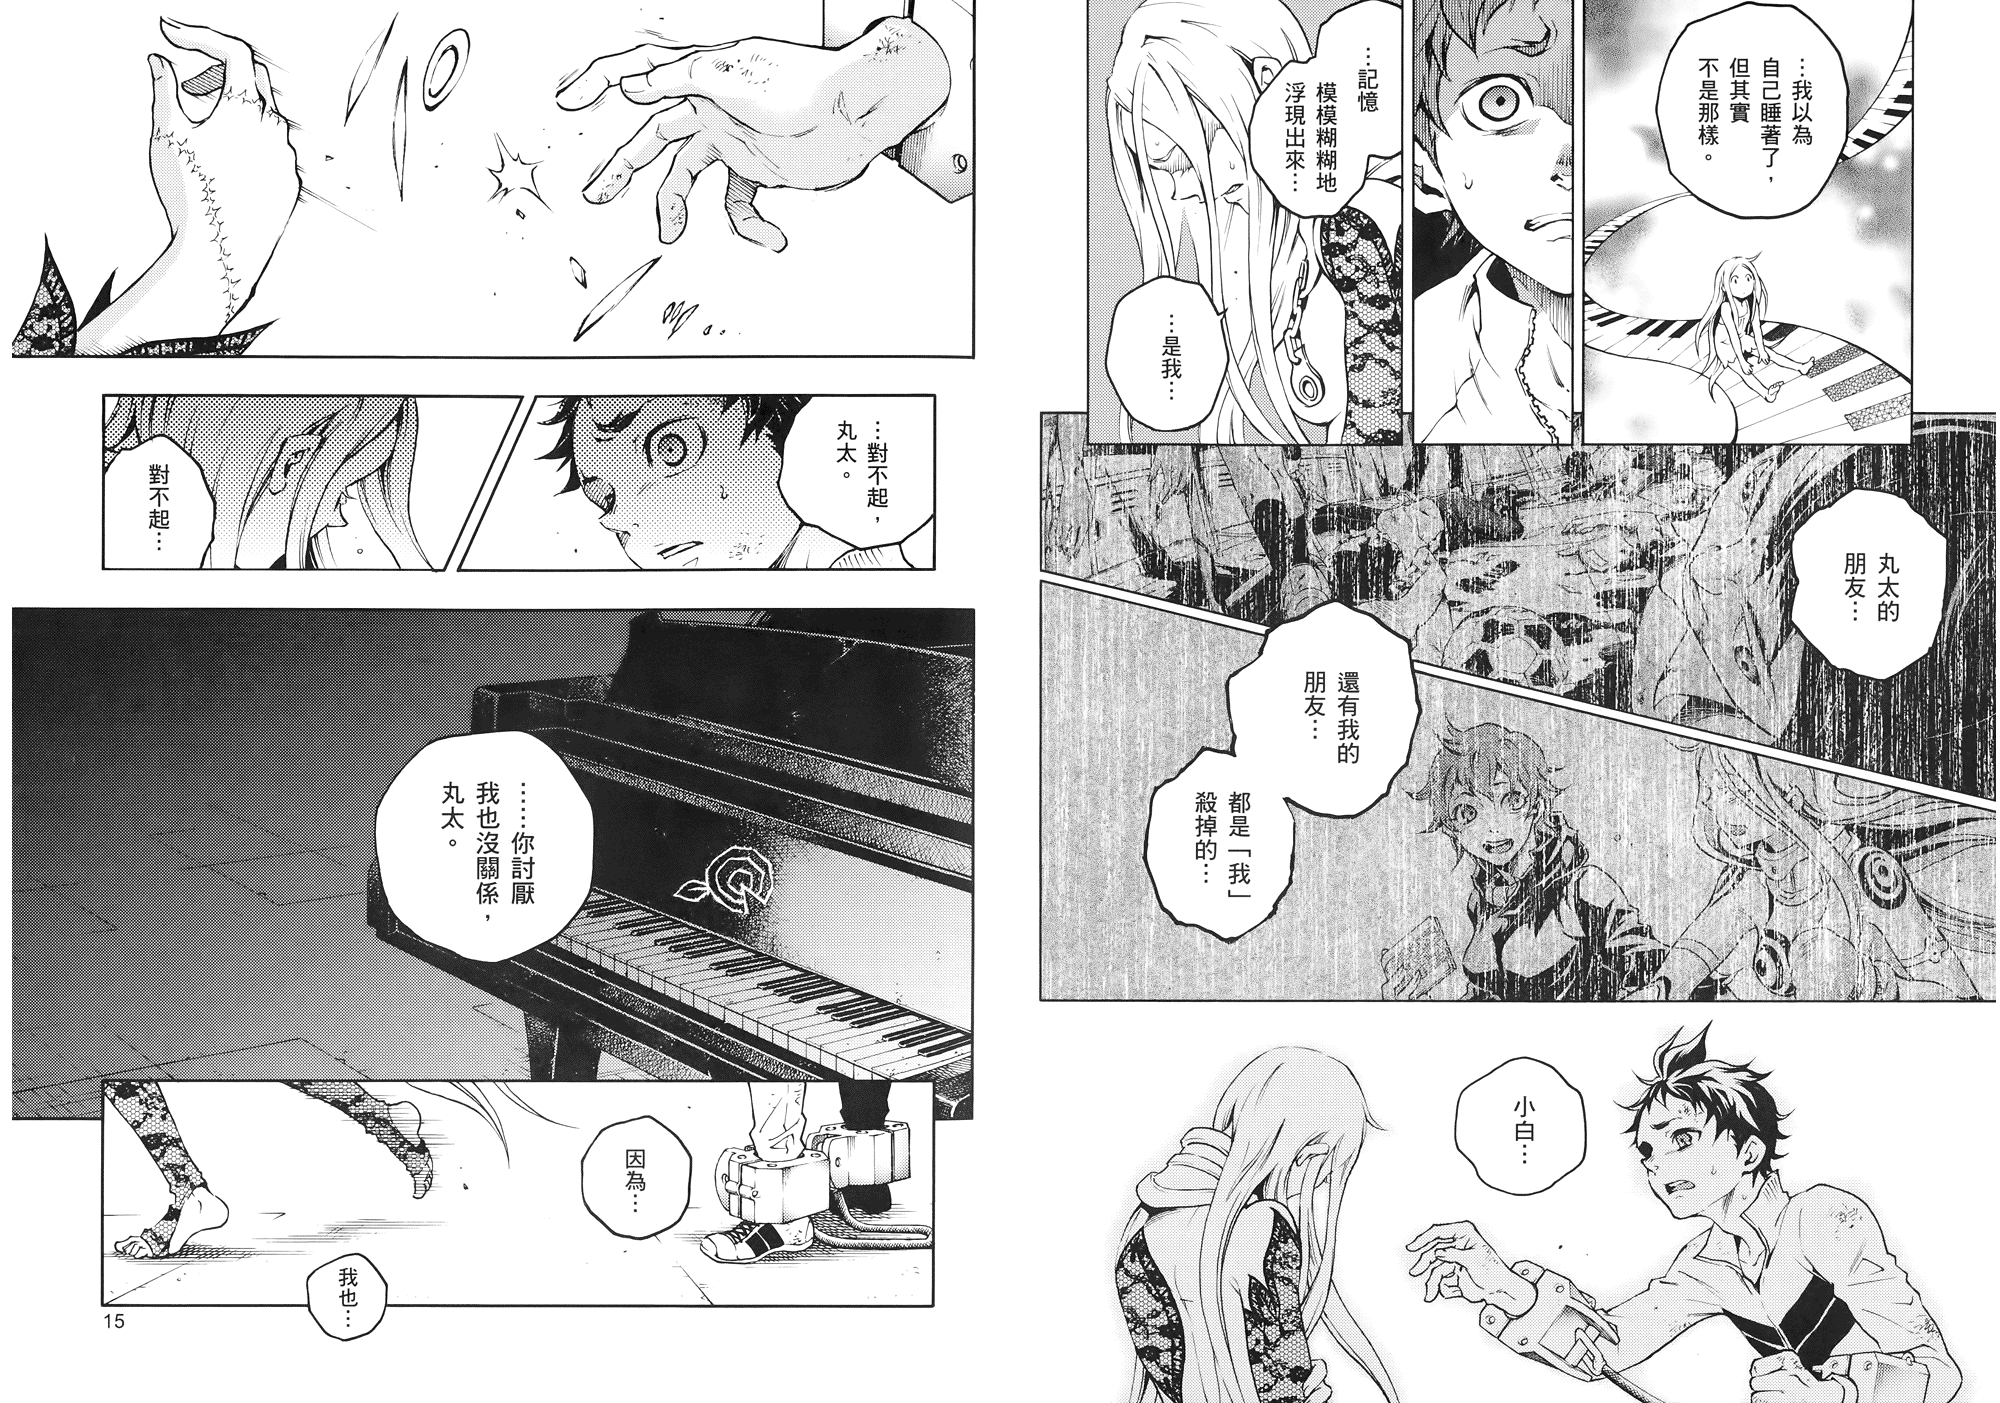 …我以為
自己睡著了，
但其實
不是那樣。
…記憶
模模糊糊地
浮現出來…
…是我…
丸太的
朋友…
還有我的
朋友…
都是「我」
殺掉的…
小白…
…對不起，
丸太。
對不起…
……你討厭
我也沒關係，
丸太。
因為…
我也…
15